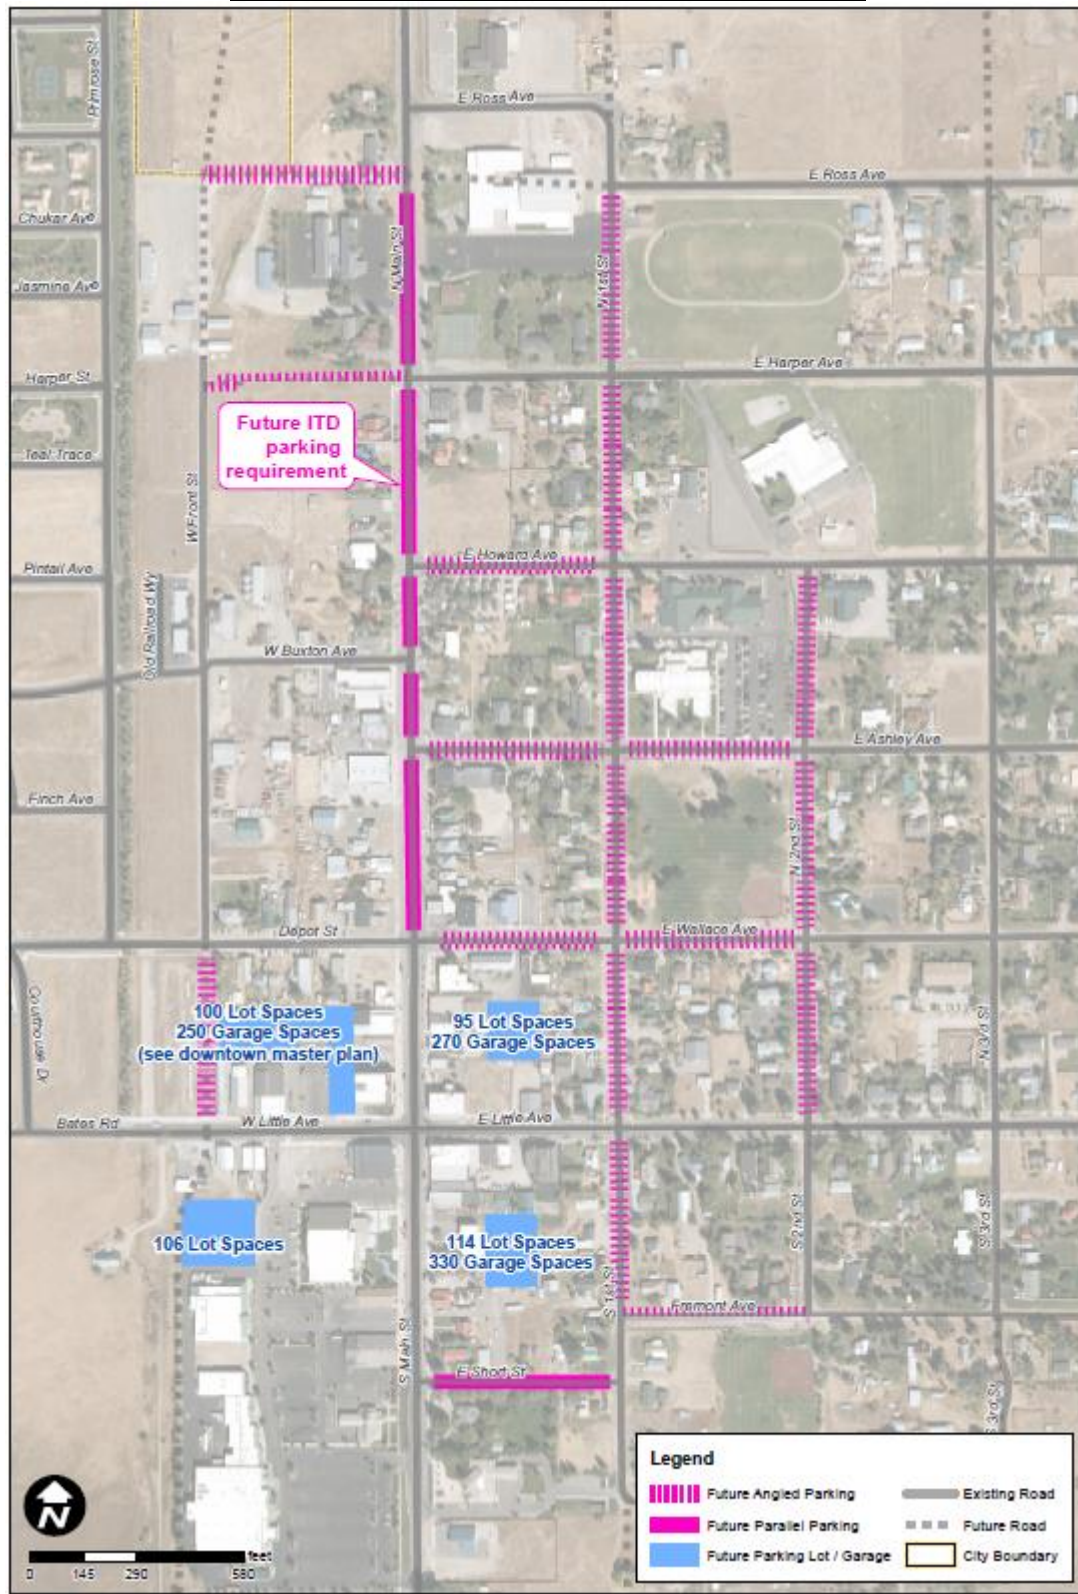 Primrose St
E Ross Ave
E Ross Ave
Chukar Ave
N Main St
N 1st St
Jasmine Ave
E Harper Ave
Harper St
Future ITD
parking
requirement
Teal Trace
W Front St
E Howard Ave
Pintail Ave
Old Railroad Wy
W Buxton Ave
E Ashley Ave
Finch Ave
N 2nd St
Depot St
E Wallace Ave
Courthouse Dr
100 Lot Spaces
250 Garage Spaces
(see downtown master plan)
95 Lot Spaces
270 Garage Spaces
N 3rd St
Bates Rd
W Little Ave
E Little Ave
106 Lot Spaces
114 Lot Spaces
330 Garage Spaces
S 2nd St
S 3rd St
S 1st St
Fremont Ave
S Main St
E Short St
S 3rd St
Legend
Future Angled Parking
Existing Road
Future Parallel Parking
Future Road
Future Parking Lot / Garage
City Boundary
N
feet
0 145 290 580